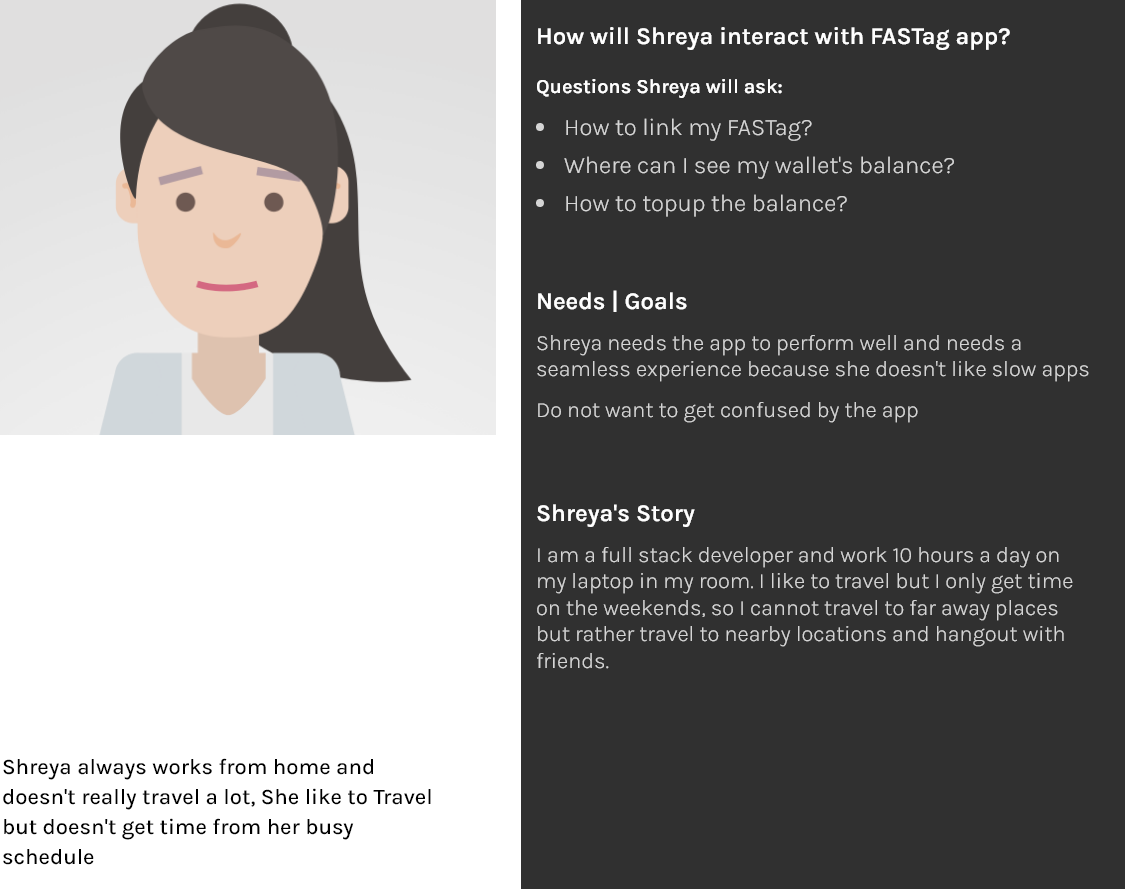 How will Shreya interact with FASTag app?
Questions Shreya will ask:
• How to link my FASTag?
• Where can I see my wallet's balance?
• How to topup the balance?
Needs | Goals
Shreya needs the app to perform well and needs a
seamless experience because she doesn't like slow apps
Do not want to get confused by the app
Shreya's Story
I am a full stack developer and work 10 hours a day on
my laptop in my room. I like to travel but I only get time
on the weekends, so I cannot travel to far away places
but rather travel to nearby locations and hangout with
friends.
Shreya always works from home and
doesn't really travel a lot, She like to Travel
but doesn't get time from her busy
schedule